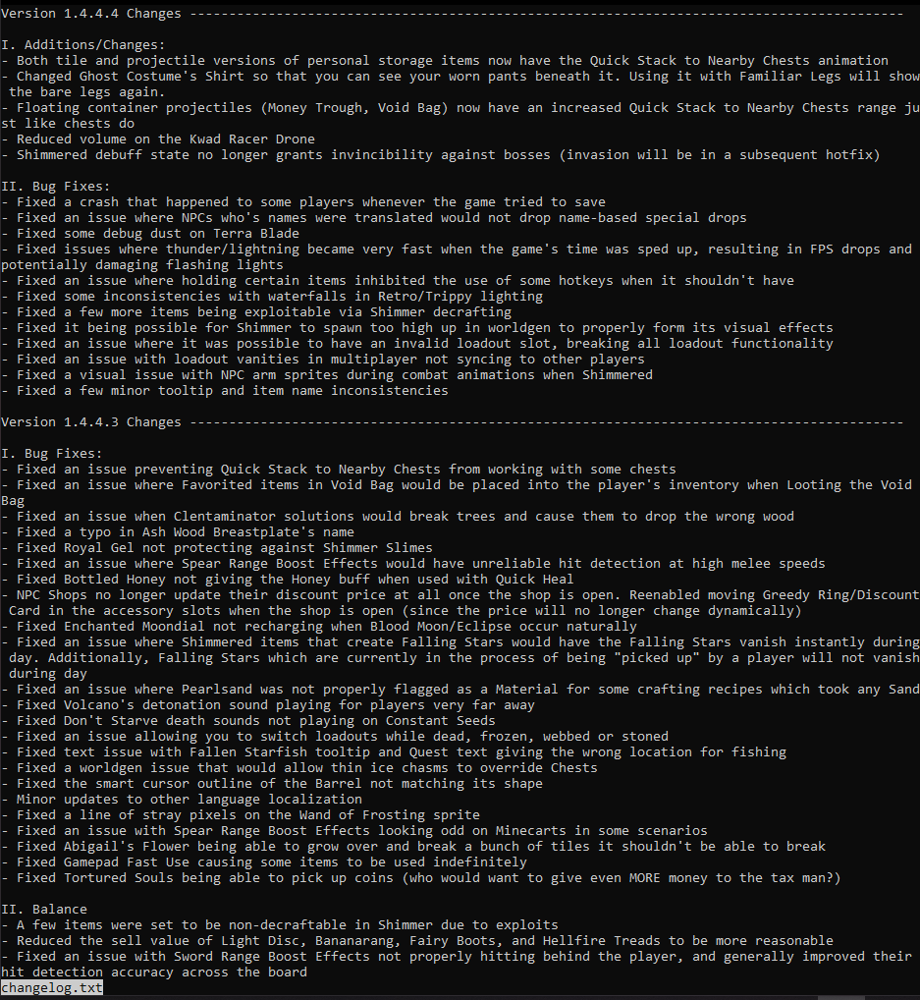 Version 1.4.4.4 Changes -------------------------------------------------------------------------------------------
I. Additions/Changes:
- Both tile and projectile versions of personal storage items now have the Quick Stack to Nearby Chests animation
- Changed Ghost Costume's Shirt so that you can see your worn pants beneath it. Using it with Familiar Legs will show
 the bare legs again.
- Floating container projectiles (Money Trough, Void Bag) now have an increased Quick Stack to Nearby Chests range ju
st like chests do
- Reduced volume on the Kwad Racer Drone
- Shimmered debuff state no longer grants invincibility against bosses (invasion will be in a subsequent hotfix)
II. Bug Fixes:
- Fixed a crash that happened to some players whenever the game tried to save
- Fixed an issue where NPCs who's names were translated would not drop name-based special drops
- Fixed some debug dust on Terra Blade
- Fixed issues where thunder/lightning became very fast when the game's time was sped up, resulting in FPS drops and
potentially damaging flashing lights
- Fixed an issue where holding certain items inhibited the use of some hotkeys when it shouldn't have
- Fixed some inconsistencies with waterfalls in Retro/Trippy lighting
- Fixed a few more items being exploitable via Shimmer decrafting
- Fixed it being possible for Shimmer to spawn too high up in worldgen to properly form its visual effects
- Fixed an issue where it was possible to have an invalid loadout slot, breaking all loadout functionality
- Fixed an issue with loadout vanities in multiplayer not syncing to other players
- Fixed a visual issue with NPC arm sprites during combat animations when Shimmered
- Fixed a few minor tooltip and item name inconsistencies
Version 1.4.4.3 Changes -------------------------------------------------------------------------------------------
I. Bug Fixes:
- Fixed an issue preventing Quick Stack to Nearby Chests from working with some chests
- Fixed an issue where Favorited items in Void Bag would be placed into the player's inventory when Looting the Void
Bag
- Fixed an issue when Clentaminator solutions would break trees and cause them to drop the wrong wood
- Fixed a typo in Ash Wood Breastplate's name
- Fixed Royal Gel not protecting against Shimmer Slimes
- Fixed an issue where Spear Range Boost Effects would have unreliable hit detection at high melee speeds
- Fixed Bottled Honey not giving the Honey buff when used with Quick Heal
- NPC Shops no longer update their discount price at all once the shop is open. Reenabled moving Greedy Ring/Discount
 Card in the accessory slots when the shop is open (since the price will no longer change dynamically)
- Fixed Enchanted Moondial not recharging when Blood Moon/Eclipse occur naturally
- Fixed an issue where Shimmered items that create Falling Stars would have the Falling Stars vanish instantly during
 day. Additionally, Falling Stars which are currently in the process of being "picked up" by a player will not vanish
 during day
- Fixed an issue where Pearlsand was not properly flagged as a Material for some crafting recipes which took any Sand
- Fixed Volcano's detonation sound playing for players very far away
- Fixed Don't Starve death sounds not playing on Constant Seeds
- Fixed an issue allowing you to switch loadouts while dead, frozen, webbed or stoned
- Fixed text issue with Fallen Starfish tooltip and Quest text giving the wrong location for fishing
- Fixed a worldgen issue that would allow thin ice chasms to override Chests
- Fixed the smart cursor outline of the Barrel not matching its shape
- Minor updates to other language localization
- Fixed a line of stray pixels on the Wand of Frosting sprite
- Fixed an issue with Spear Range Boost Effects looking odd on Minecarts in some scenarios
- Fixed Abigail's Flower being able to grow over and break a bunch of tiles it shouldn't be able to break
- Fixed Gamepad Fast Use causing some items to be used indefinitely
- Fixed Tortured Souls being able to pick up coins (who would want to give even MORE money to the tax man?)
II. Balance
- A few items were set to be non-decraftable in Shimmer due to exploits
- Reduced the sell value of Light Disc, Bananarang, Fairy Boots, and Hellfire Treads to be more reasonable
- Fixed an issue with Sword Range Boost Effects not properly hitting behind the player, and generally improved their
hit detection accuracy across the board
changelog.txt